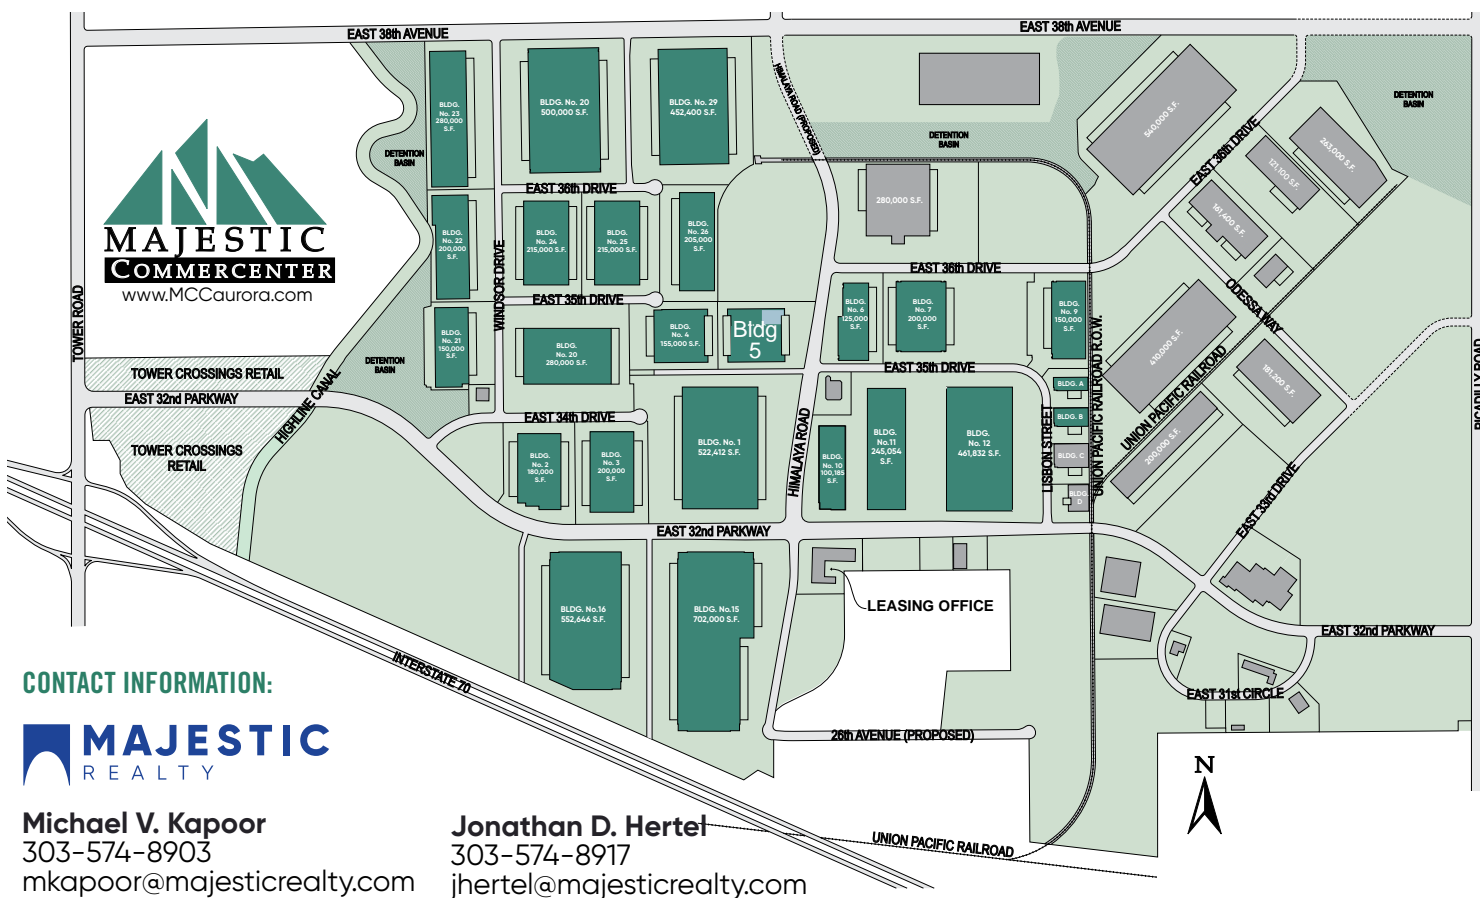 EAST 38th AVENUE
EAST 38th AVENUE
HIMALAYA ROAD (PROPOSED)
BLDG.
No. 23
280,000
S.F.
BLDG. No. 20
500,000 S.F.
BLDG. No. 29
452,400 S.F.
DETENTION
BASIN
DETENTION
BASIN
DETENTION
BASIN
540,000 S.F.
EAST 36th DRIVE
121,100 S.F.
263,000 S.F.
161,400 S.F.
280,000 S.F.
MAJESTIC
COMMERCENTER
www.MCCaurora.com
TOWER ROAD
EAST 36th DRIVE
BLDG.
No. 22
200,000
S.F.
WINDSOR DRIVE
BLDG.
No. 24
215,000 S.F.
BLDG.
No. 25
215,000 S.F.
BLDG.
No. 26
205,000
S.F.
EAST 36th DRIVE
ODESSA WAY
EAST 35th DRIVE
BLDG.
No. 21
150,000
S.F.
BLDG. No. 20
280,000 S.F.
BLDG.
No. 4
155,000 S.F.
Bldg
5
BLDG.
No. 6
125,000
S.F.
BLDG.
No. 7
200,000
S.F.
BLDG.
No. 9
150,000
S.F.
UNION PACIFIC RAILROAD R.O.W.
410,000 S.F.
UNION PACIFIC RAILROAD
181,200 S.F.
PICADILLY ROAD
DETENTION
BASIN
TOWER CROSSINGS RETAIL
EAST 32nd PARKWAY
HIGHLINE CANAL
TOWER CROSSINGS
RETAIL
EAST 35th DRIVE
BLDG. A
BLDG. B
BLDG. C
BLDG.
D
LISBON STREET
200,000 S.F.
EAST 34th DRIVE
BLDG.
No. 2
180,000
S.F.
BLDG.
No. 3
200,000
S.F.
BLDG. No. 1
522,412 S.F.
HIMALAYA ROAD
BLDG.
No. 10
100,185
S.F.
BLDG.
No.11
245,054
S.F.
BLDG.
No. 12
461,832 S.F.
EAST 33rd DRIVE
EAST 32nd PARKWAY
BLDG. No.16
552,646 S.F.
BLDG. No.15
702,000 S.F.
LEASING OFFICE
EAST 32nd PARKWAY
EAST 31st CIRCLE
INTERSTATE 70
26th AVENUE (PROPOSED)
N
UNION PACIFIC RAILROAD
CONTACT INFORMATION:
MAJESTIC
REALTY
Michael V. Kapoor
303-574-8903
mkapoor@majesticrealty.com
Jonathan D. Hertel
303-574-8917
jhertel@majesticrealty.com